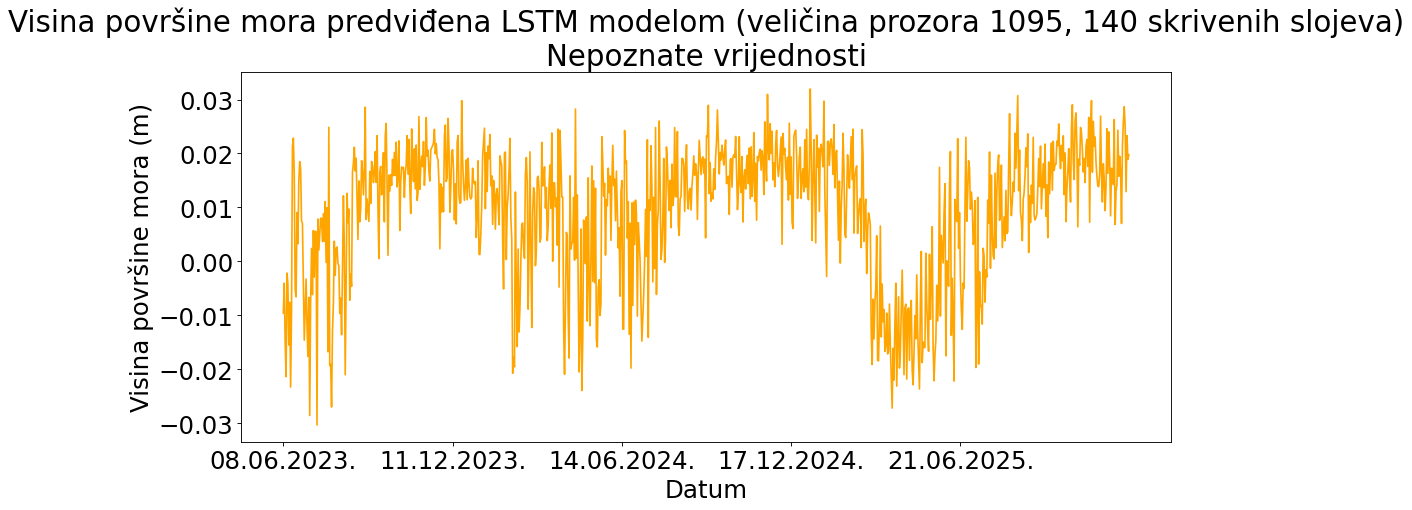 Visina površine mora predviđena LSTM modelom (veličina prozora 1095, 140 skrivenih slojeva)
Nepoznate vrijednosti
Visina površine mora (m)
0.03
0.02
0.01
0.00
−0.01
−0.02
−0.03
08.06.2023. 11.12.2023. 14.06.2024. 17.12.2024. 21.06.2025.
Datum